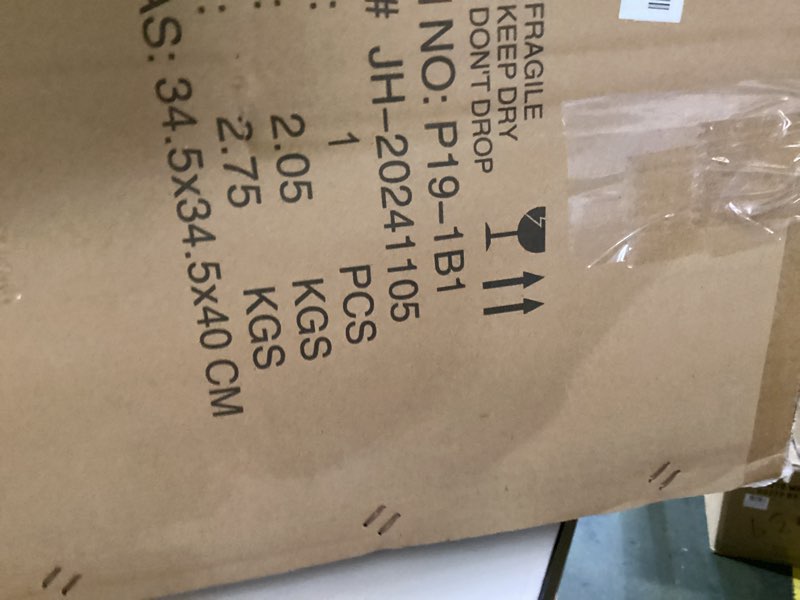 FRAGILE
KEEP DRY
DON'T DROP
NO: P19-1B1
# JH-20241105
: 1 PCS
: 2.05 KGS
: 2.75 KGS
AS: 34.5x34.5x40 CM